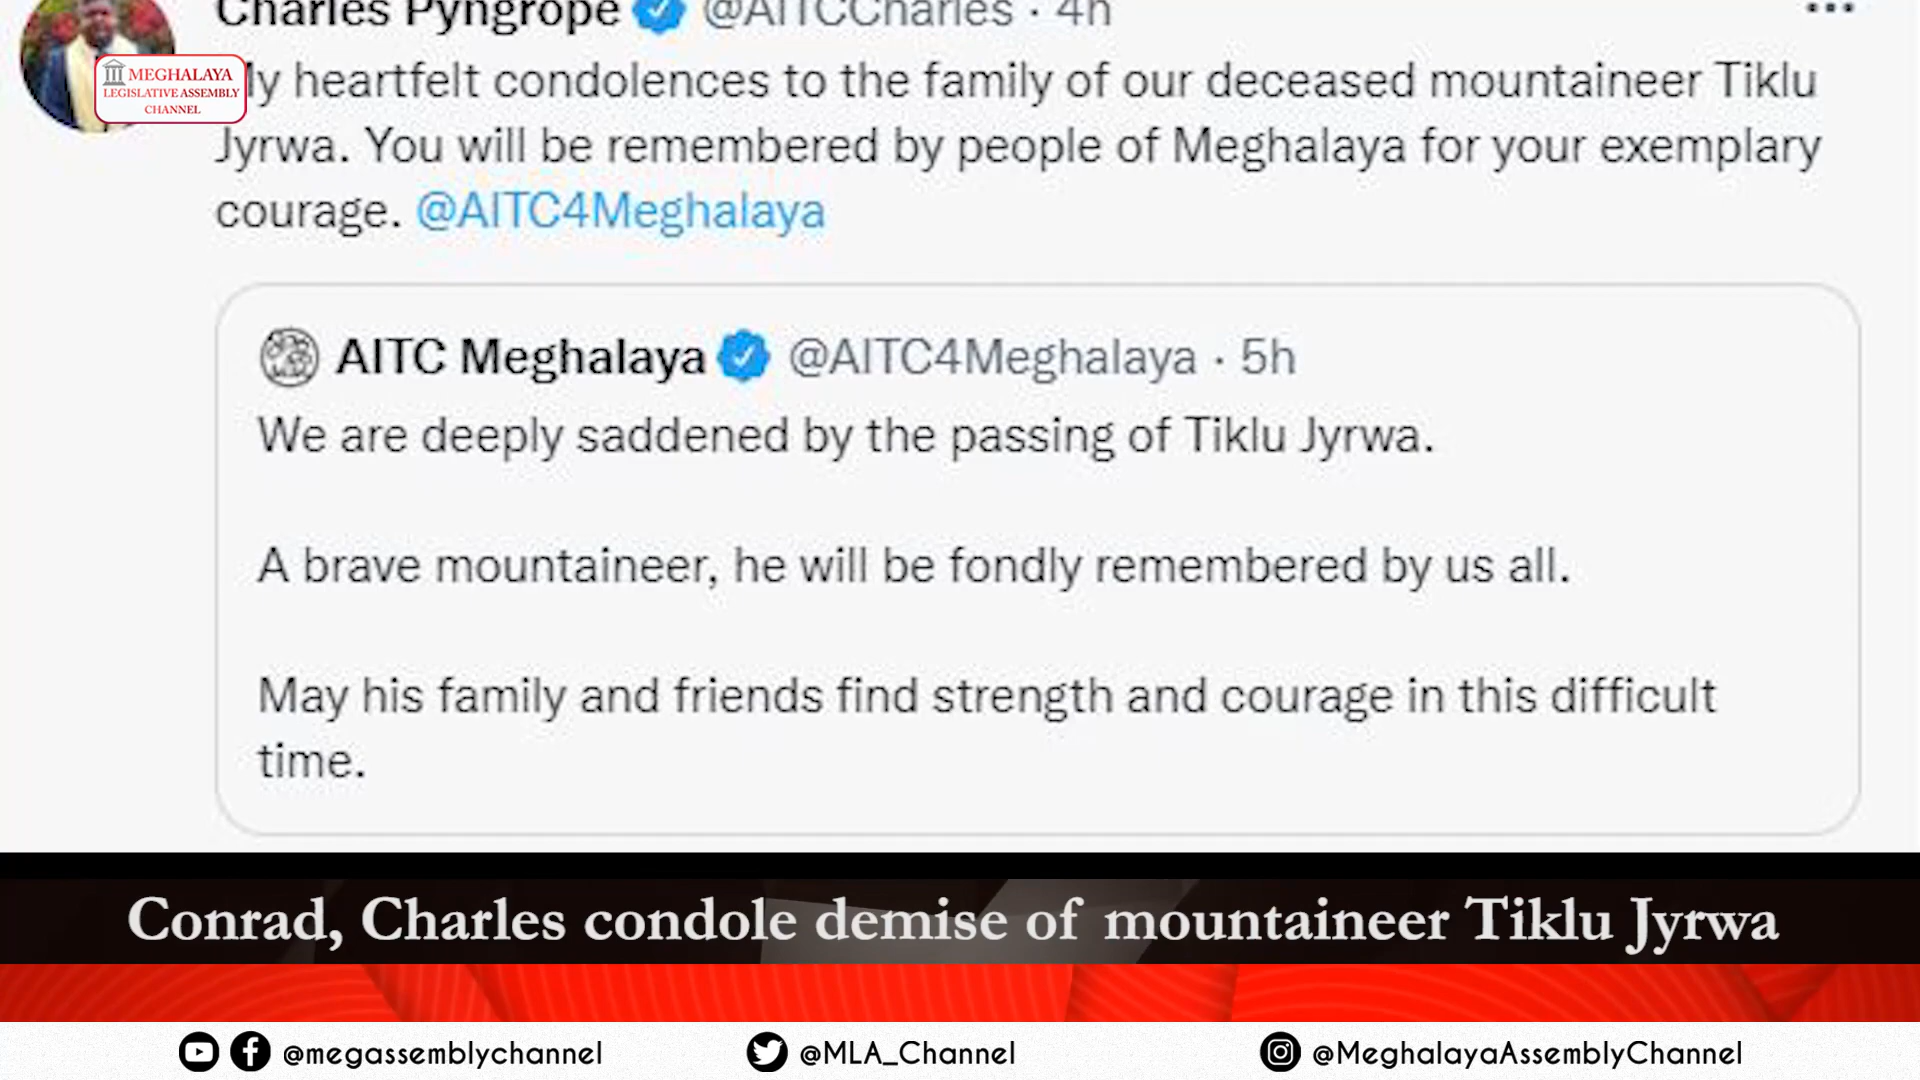 Charles Pyngrope @AITCCharles · 4h
MEGHALAYA
LEGISLATIVE ASSEMBLY
CHANNEL
My heartfelt condolences to the family of our deceased mountaineer Tiklu
Jyrwa. You will be remembered by people of Meghalaya for your exemplary
courage. @AITC4Meghalaya
AITC Meghalaya @AITC4Meghalaya · 5h
We are deeply saddened by the passing of Tiklu Jyrwa.
A brave mountaineer, he will be fondly remembered by us all.
May his family and friends find strength and courage in this difficult
time.
Conrad, Charles condole demise of mountaineer Tiklu Jyrwa
@megassemblychannel
@MLA_Channel
@MeghalayaAssemblyChannel